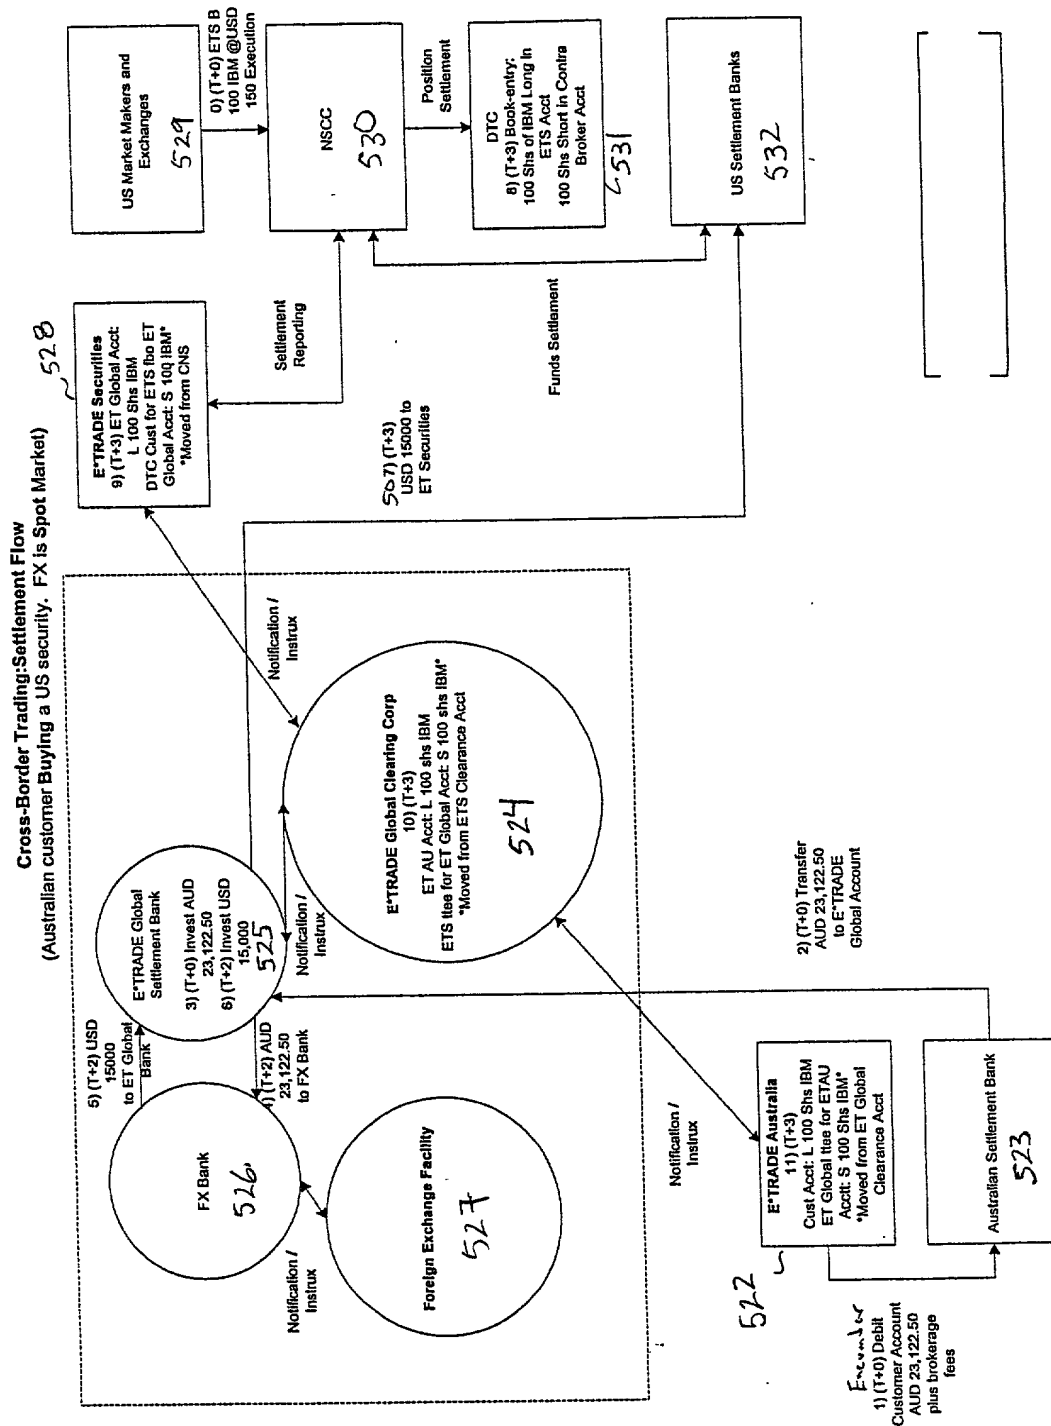 Cross-Border Trading:Settlement Flow
(Australian customer Buying a US security. FX is Spot Market)
5) (T+2) USD
15000
to ET Global
Bank
FX Bank
526
4) (T+2) AUD
23,122.50
to FX Bank
E*TRADE Global
Settlement Bank
3) (T+0) Invest AUD
23,122.50
6) (T+2) Invest USD
15,000
525
Notification /
Instrux
Foreign Exchange Facility
527
Notification /
Instrux
E*TRADE Global Clearing Corp
10) (T+3)
ET AU Acct: L 100 shs IBM
ETS ttee for ET Global Acct: S 100 shs IBM*
*Moved from ETS Clearance Acct
524
Notification /
Instrux
528
E*TRADE Securities
9) (T+3) ET Global Acct:
L 100 Shs IBM
DTC Cust for ETS fbo ET
Global Acct: S 100 IBM*
*Moved from CNS
US Market Makers and
Exchanges
529
0) (T+0) ETS B
100 IBM @USD
150 Execution
Settlement
Reporting
NSCC
530
Position
Settlement
507) (T+3)
USD 15000 to
ET Securities
DTC
8) (T+3) Book-entry:
100 Shs of IBM Long In
ETS Acct
100 Shs Short in Contra
Broker Acct
531
Funds Settlement
US Settlement Banks
532
Notification /
Instrux
2) (T+0) Transfer
AUD 23,122.50
to E*TRADE
Global Account
522
E*TRADE Australia
11) (T+3)
Cust Acct: L 100 Shs IBM
ET Global ttee for ETAU
Acctt: S 100 Shs IBM*
*Moved from ET Global
Clearance Acct
Encumber
1) (T+0) Debit
Customer Account
AUD 23,122.50
plus brokerage
fees
Australian Settlement Bank
523